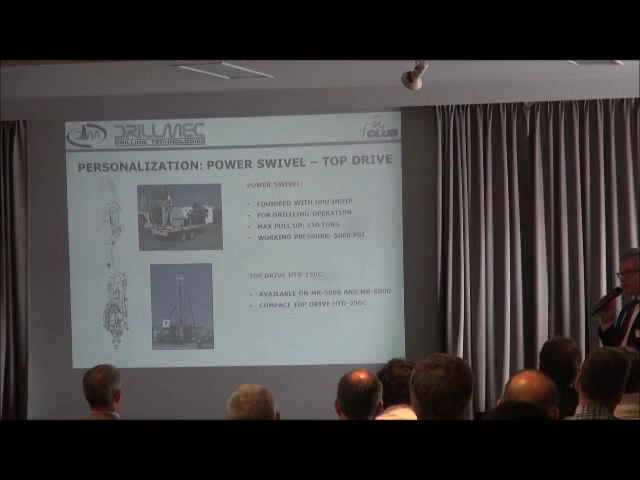 DRILLMEC
DRILLING TECHNOLOGIES
CLUB
PERSONALIZATION: POWER SWIVEL – TOP DRIVE
POWER SWIVEL:
• EQUIPPED WITH HPU INDIP.
• FOR DRILLLING OPERATION
• MAX PULL UP: 150 TONS
• WORKING PRESSURE: 5000 PSI
TOP DRIVE HTD-250C:
• AVAILABLE ON MR-5000 AND MR-6000
• COMPACT TOP DRIVE HTD-250C